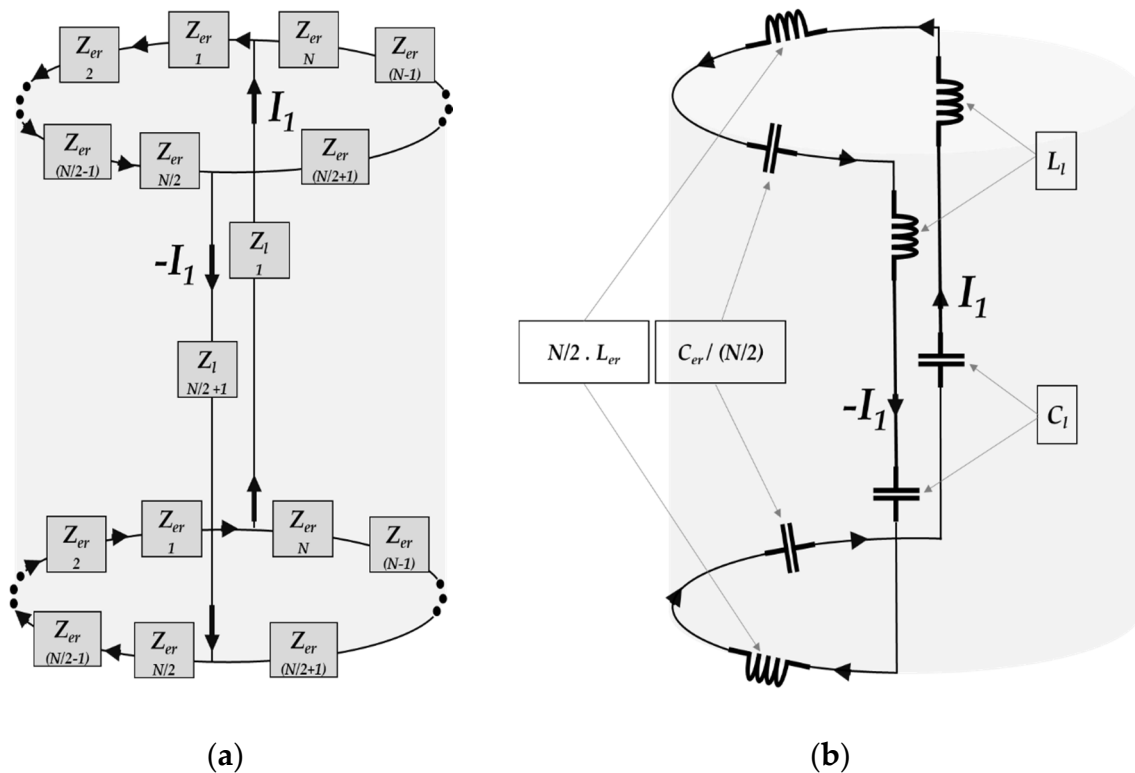 Z_er 2
Z_er 1
Z_er N
Z_er (N-1)
I_1
Z_er (N/2-1)
Z_er N/2
Z_er (N/2+1)
Z_l 1
-I_1
Z_l N/2+1
Z_er 2
Z_er 1
Z_er N
Z_er (N-1)
Z_er (N/2-1)
Z_er N/2
Z_er (N/2+1)
(a)
L_l
I_1
N/2 . L_er
C_er / (N/2)
-I_1
C_l
(b)